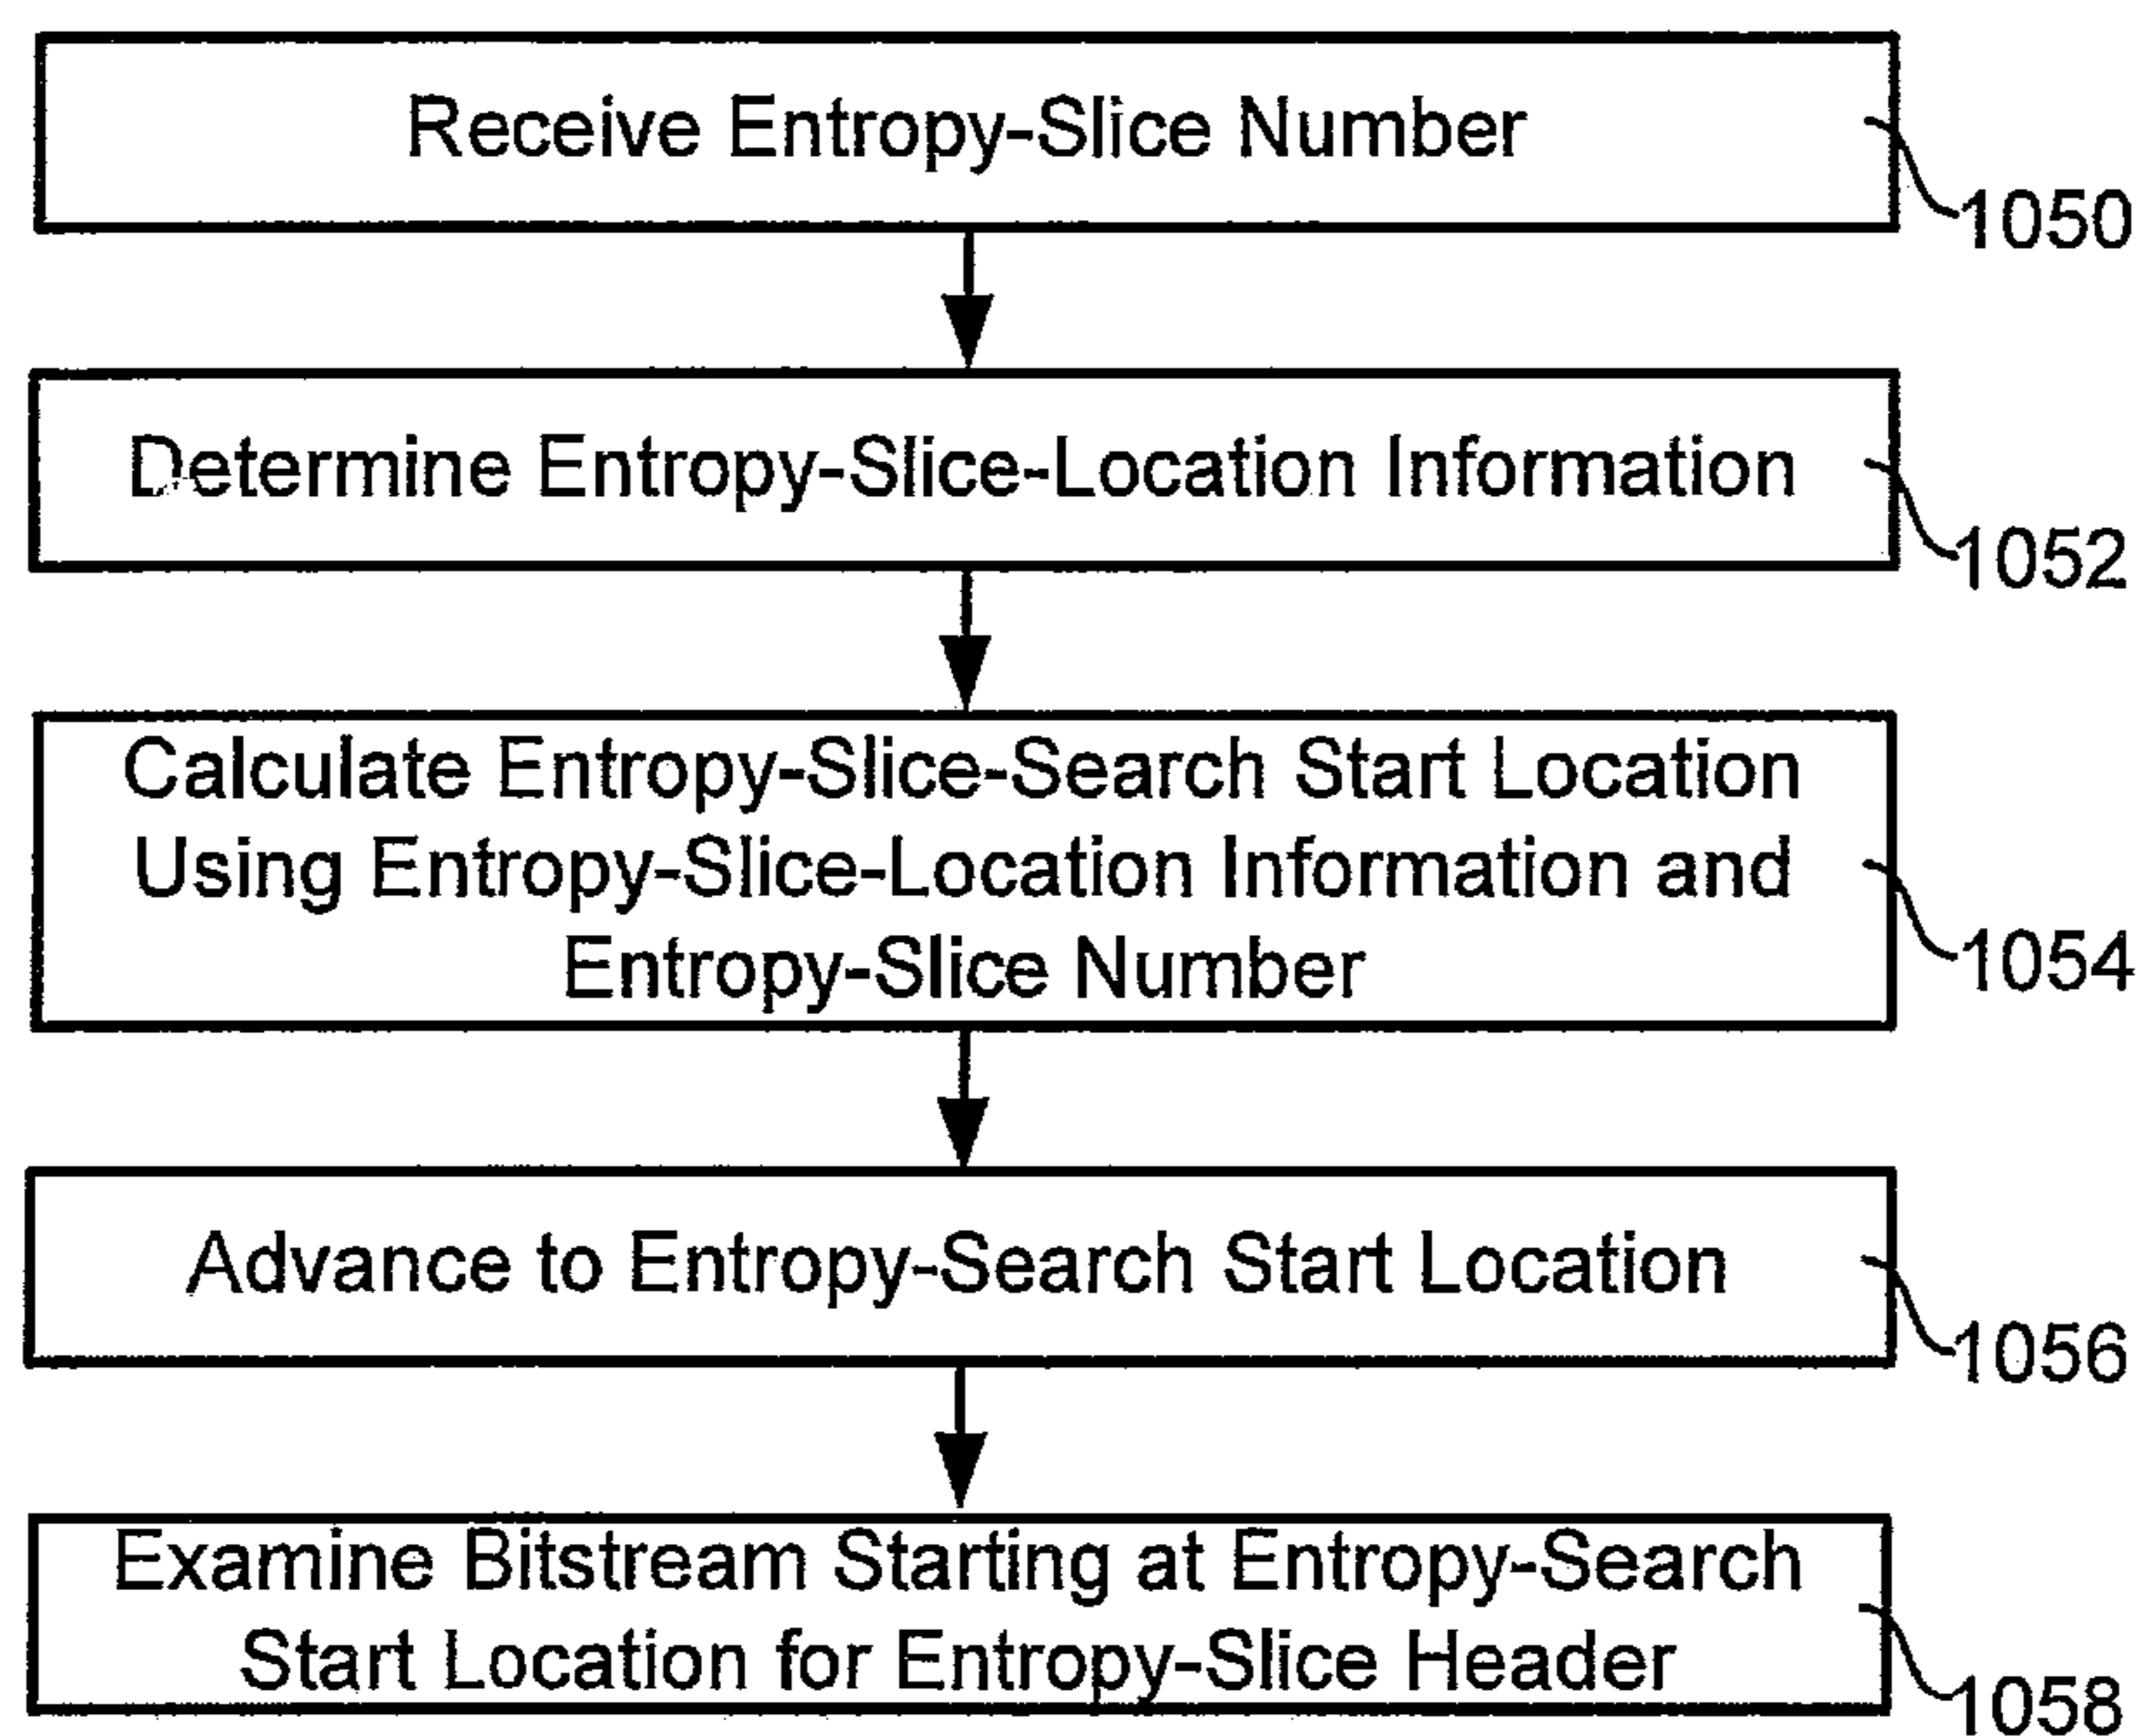 Receive Entropy-Slice Number
1050
Determine Entropy-Slice-Location Information
1052
Calculate Entropy-Slice-Search Start Location
Using Entropy-Slice-Location Information and
Entropy-Slice Number
1054
Advance to Entropy-Search Start Location
1056
Examine Bitstream Starting at Entropy-Search
Start Location for Entropy-Slice Header
1058